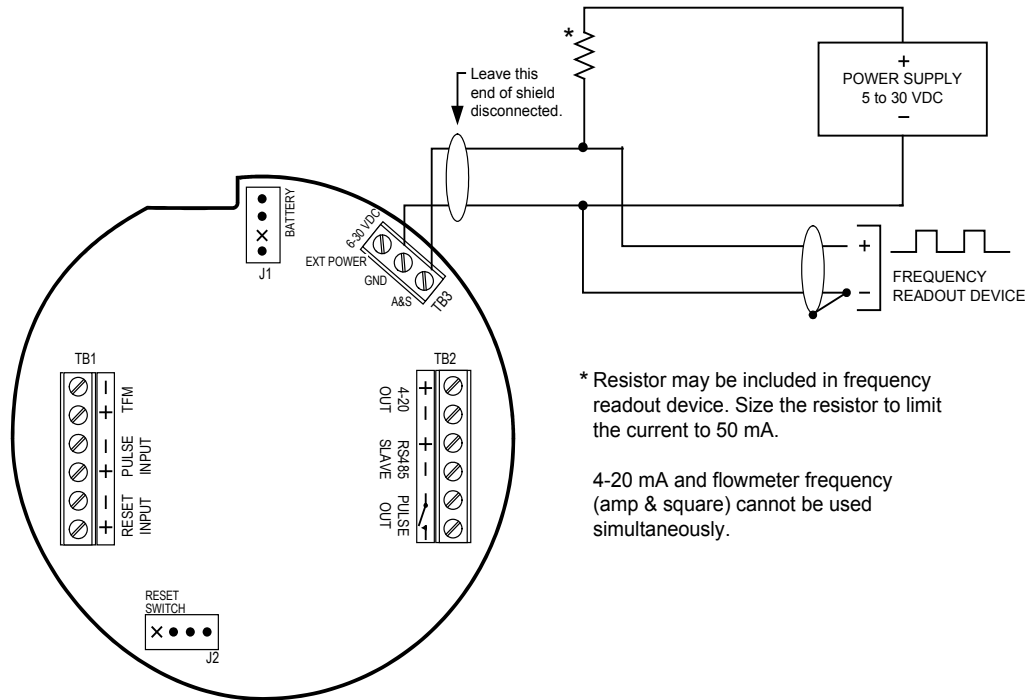 *
Leave this
end of shield
disconnected.
+
POWER SUPPLY
5 to 30 VDC
−
BATTERY
J1
6-30 VDC
EXT POWER
GND
A&S
TB3
+
−
FREQUENCY
READOUT DEVICE
TB1
− TFM
+
− PULSE
+ INPUT
− RESET
+ INPUT
TB2
4-20 +
OUT −
RS485 +
SLAVE −
PULSE
OUT
* Resistor may be included in frequency
readout device. Size the resistor to limit
the current to 50 mA.
4-20 mA and flowmeter frequency
(amp & square) cannot be used
simultaneously.
RESET
SWITCH
J2